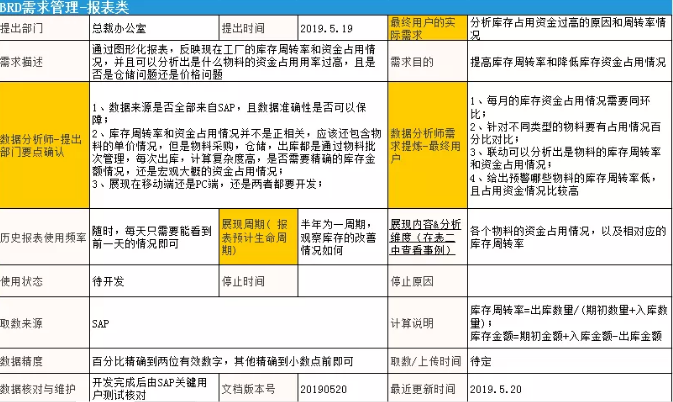 BRD需求管理-报表类
提出部门
总裁办公室
提出时间
2019.5.19
最终用户的实
际需求
分析库存占用资金过高的原因和周转率情
况
需求描述
通过图形化报表，反映现在工厂的库存周转率和资金占用情
况，并且可以分析出是什么物料的资金占用用率过高，且是
否是仓储问题还是价格问题
需求目的
提高库存周转率和降低库存资金占用情况
数据分析师-提出
部门要点确认
1、数据来源是否全部来自SAP，且数据准确性是否可以保
障；
2、库存周转率和资金占用情况并不是正相关，应该还包含物
料的单价情况，但是物料采购，仓储，出库都是通过物料批
次管理，每次出库，计算复杂度高，是否需要精确的库存金
额情况，还是宏观大概的资金占用情况；
3、展现在移动端还是PC端，还是两者都要开发；
数据分析师需
求提炼-最终用
户
1、每月的库存资金占用情况需要同环
比；
2、针对不同类型的物料要有占用情况百
分比对比；
3、联动可以分析出是物料的库存周转率
和资金占用情况；
4、给出预警哪些物料的库存周转率低，
且占用资金情况比较高
历史报表使用频率
随时，每天只需要能看到
前一天的情况即可
展现周期（报
表预计生命周
期）
半年为一周期，
观察库存的改善
情况如何
展现内容&分析
维度（在表二
中查看事例）
各个物料的资金占用情况，以及相对应的
库存周转率
使用状态
待开发
停止时间
停止原因
取数来源
SAP
计算说明
库存周转率=出库数量/(期初数量+入库数
量)；
库存金额=期初金额+入库金额-出库金额
数据精度
百分比精确到两位有效数字，其他精确到小数点前即可
取数/上传时间
待定
数据核对与维护
开发完成后由SAP关键用
户测试核对
文档版本号
20190520
最近更新时间
2019.5.20